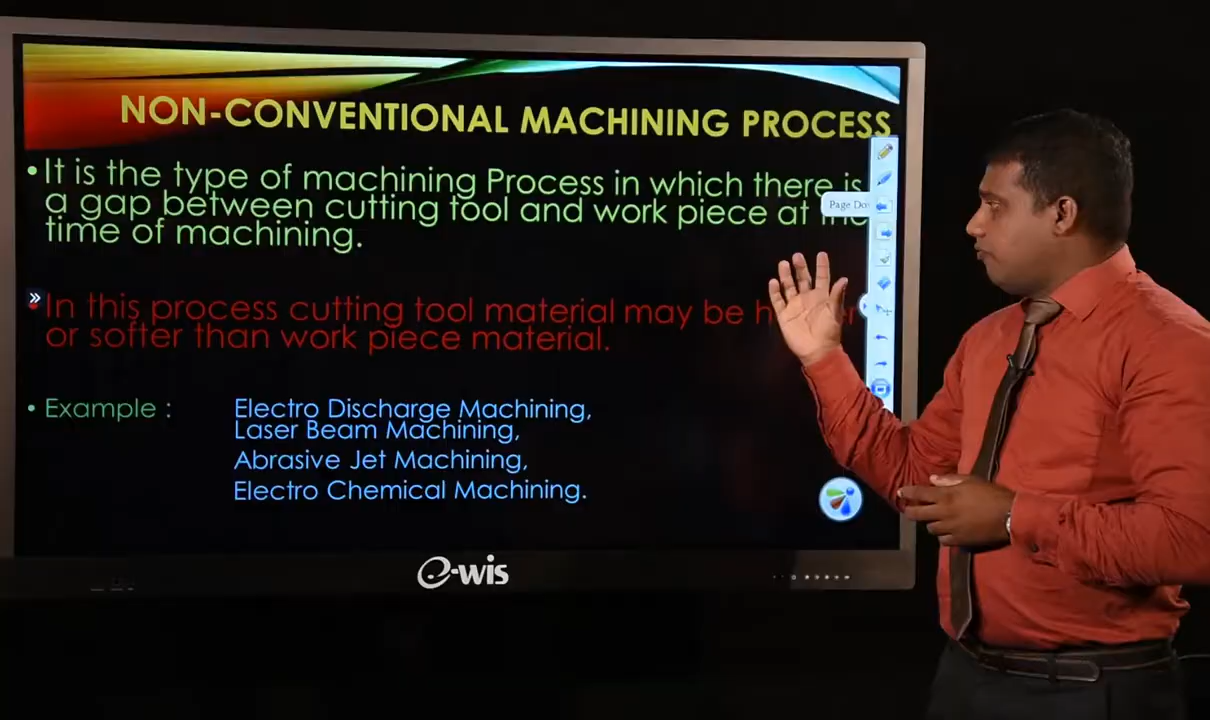 NON-CONVENTIONAL MACHINING PROCESS
•It is the type of machining Process in which there is
a gap between cutting tool and work piece at the
time of machining.
Page Do
•In this process cutting tool material may be
or softer than work piece material.
• Example : Electro Discharge Machining,
Laser Beam Machining,
Abrasive Jet Machining,
Electro Chemical Machining.
e-wis